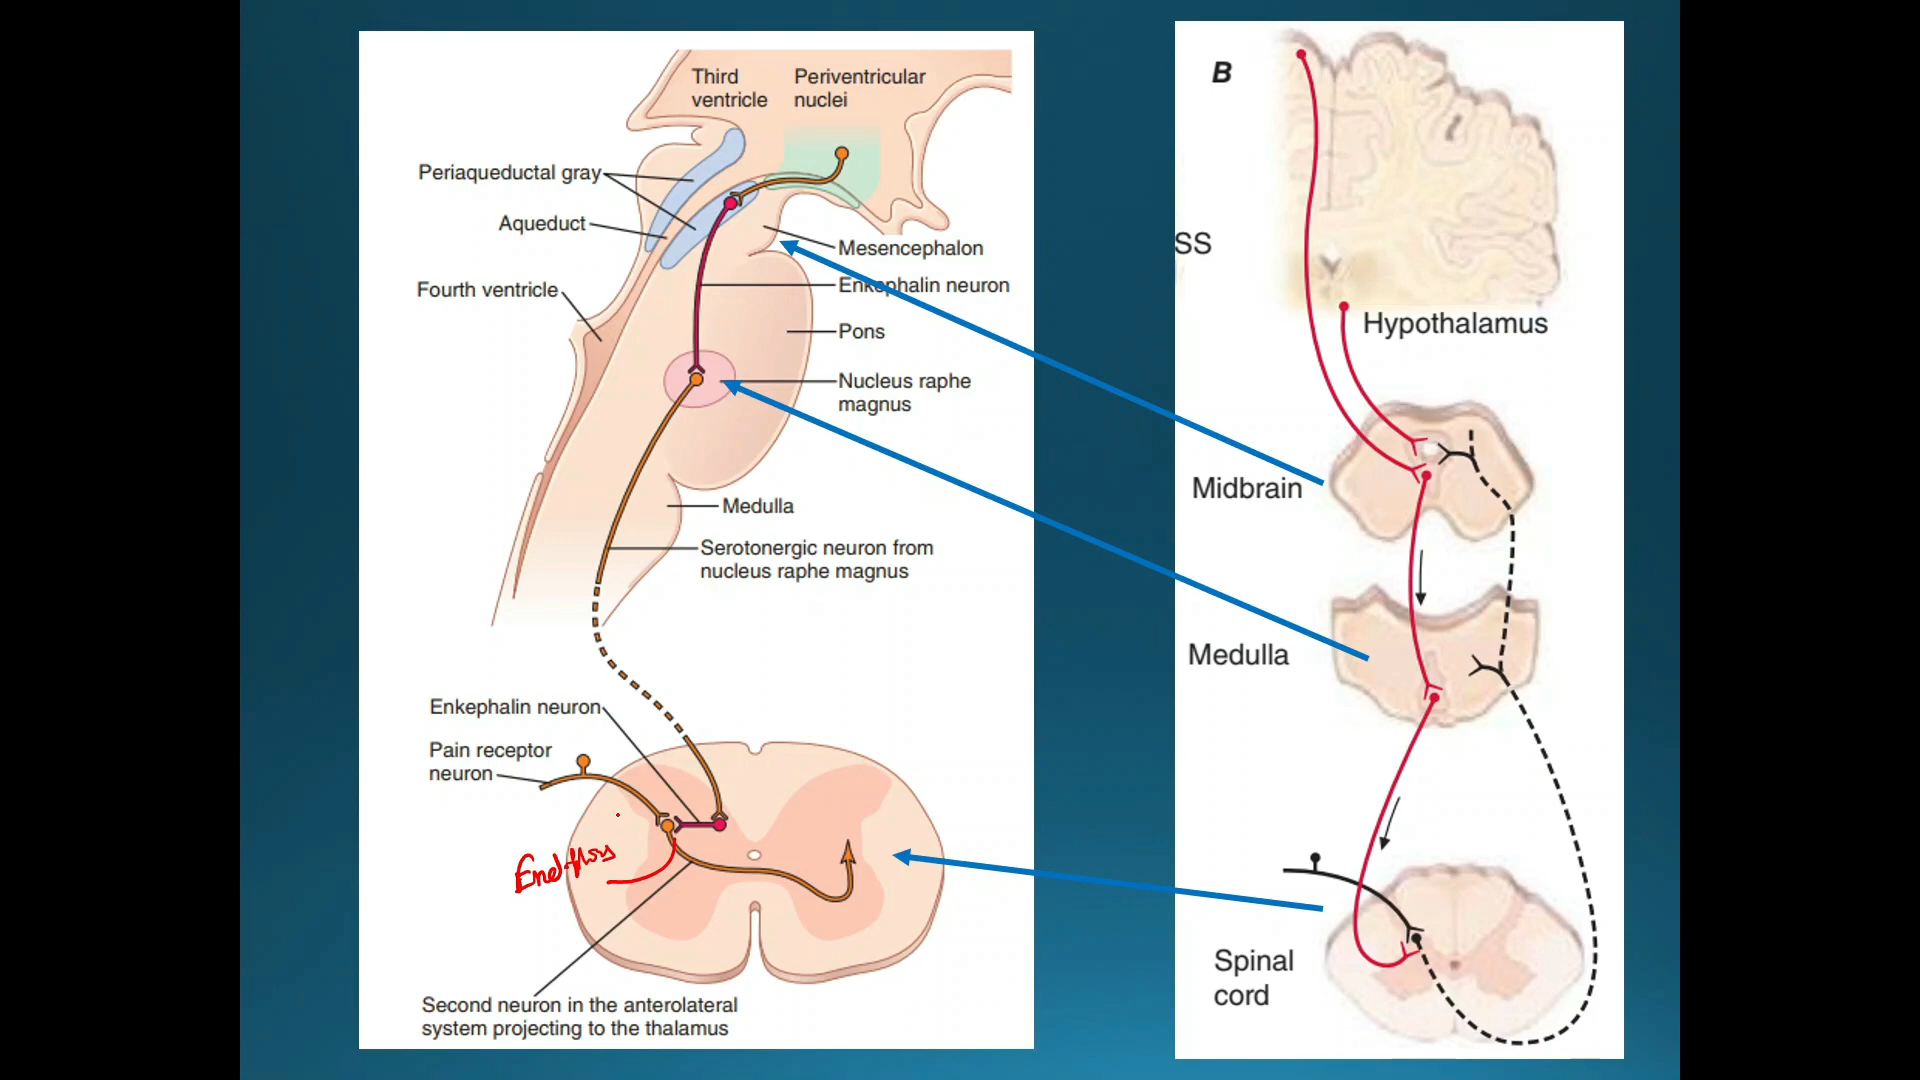 Third
ventricle
Periventricular
nuclei
Periaqueductal gray
Aqueduct
Fourth ventricle
Mesencephalon
Enkephalin neuron
Pons
Nucleus raphe
magnus
Medulla
Serotonergic neuron from
nucleus raphe magnus
Enkephalin neuron
Pain receptor
neuron
Second neuron in the anterolateral
system projecting to the thalamus
B
SS
Hypothalamus
Midbrain
Medulla
Spinal
cord